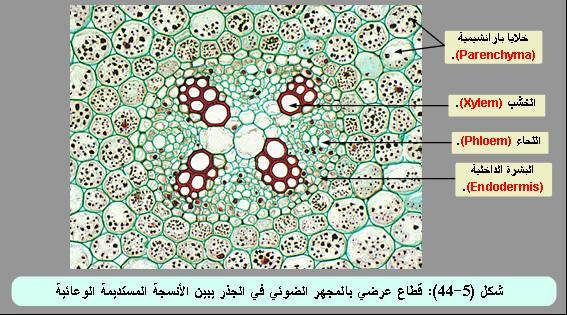 خلايا بارانشيمية
(Parenchyma).
الخشب (Xylem).
اللحاء (Phloem).
البشرة الداخلية
(Endodermis).
شكل (5-44): قطاع عرضي بالمجهر الضوئي في الجذر يبين الأنسجة المستديمة الوعائية